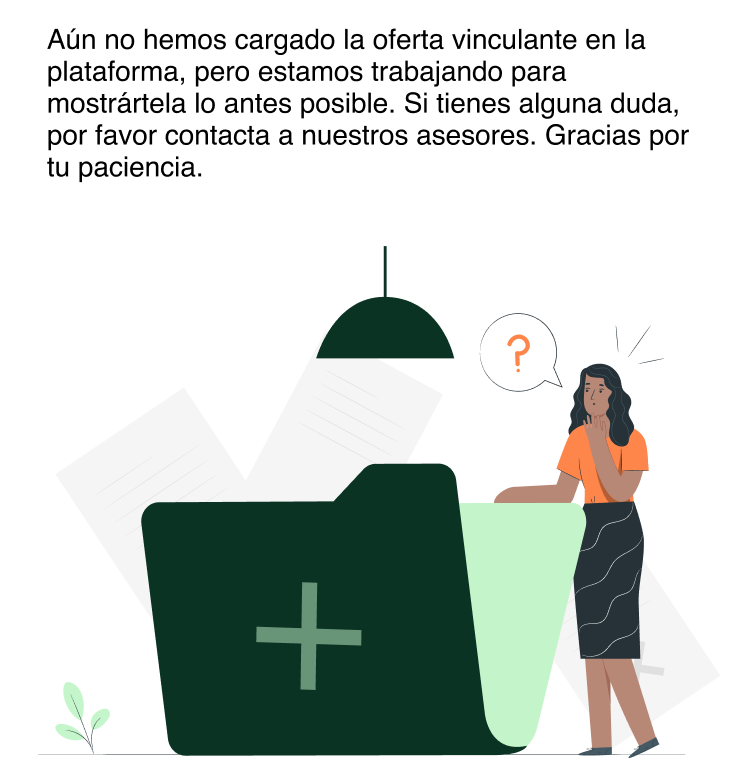 Aún no hemos cargado la oferta vinculante en la
plataforma, pero estamos trabajando para
mostrártela lo antes posible. Si tienes alguna duda,
por favor contacta a nuestros asesores. Gracias por
tu paciencia.
?